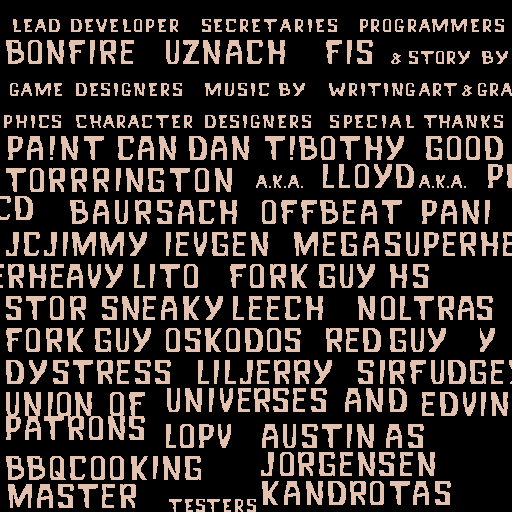 LEAD DEVELOPER SECRETARIES PROGRAMMERS
BONFIRE UZNACH FIS & STORY BY
GAME DESIGNERS MUSIC BY WRITINGART & GRA
PHICS CHARACTER DESIGNERS SPECIAL THANKS
PA!NT CAN DAN T!BOTHY GOOD
TORRRINGTON A.K.A. LLOYD A.K.A. PI
CD BAURSACH OFFBEAT PANI
JCJIMMY IEVGEN MEGASUPERHE
ERHEAVY LITO FORK GUY HS
STOR SNEAKY LEECH NOLTRAS
FORK GUY OSKODOS RED GUY Y
DYSTRESS LILJERRY SIRFUDGEY
UNION OF UNIVERSES AND EDVIN
PATRONS LOPV AUSTIN AS
BBQCOOKING JORGENSEN
MASTER TESTERS KANDROTAS